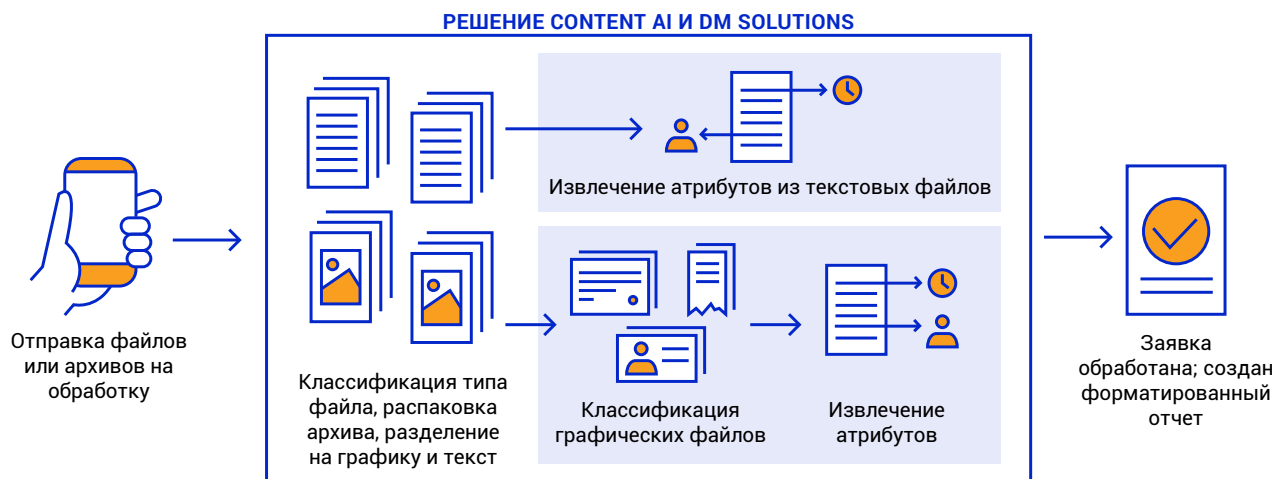 РЕШЕНИЕ CONTENT AI И DM SOLUTIONS
Извлечение атрибутов из текстовых файлов
Отправка файлов
или архивов на
обработку
Классификация типа
файла, распаковка
архива, разделение
на графику и текст
Классификация
графических файлов
Извлечение
атрибутов
Заявка
обработана; создан
форматированный
отчет